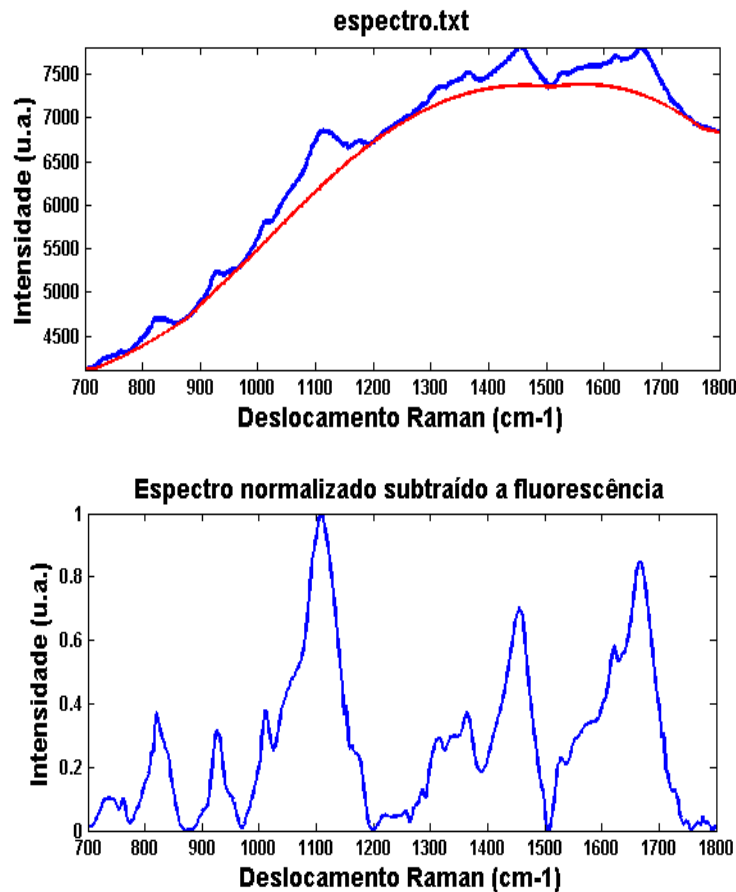 espectro.txt
Intensidade (u.a.)
7500
7000
6500
6000
5500
5000
4500
700 800 900 1000 1100 1200 1300 1400 1500 1600 1700 1800
Deslocamento Raman (cm-1)
Espectro normalizado subtraído a fluorescência
Intensidade (u.a.)
1
0.8
0.6
0.4
0.2
0
700 800 900 1000 1100 1200 1300 1400 1500 1600 1700 1800
Deslocamento Raman (cm-1)